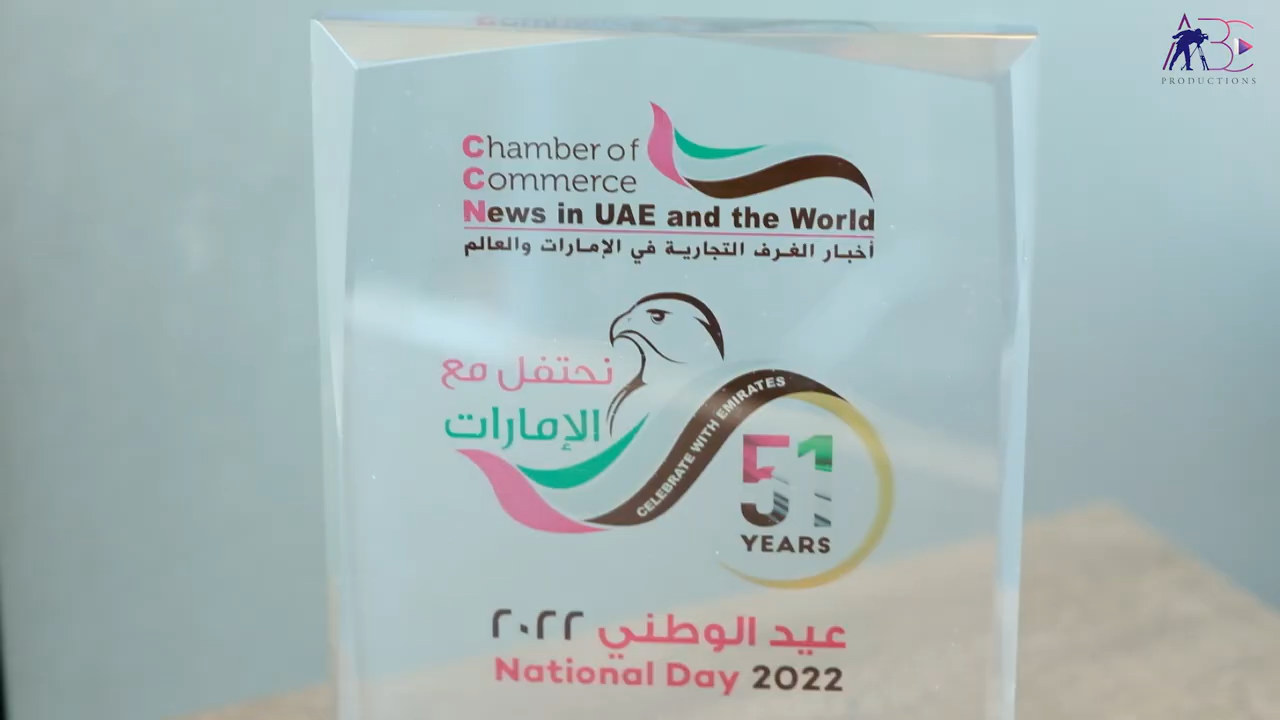 ABC
PRODUCTIONS
Chamber of
Commerce
News in UAE and the World
أخبار الغرف التجارية في الإمارات والعالم
نحتفل مع
الإمارات
CELEBRATE WITH EMIRATES
51
YEARS
عيد الوطني ٢٠٢٢
National Day 2022